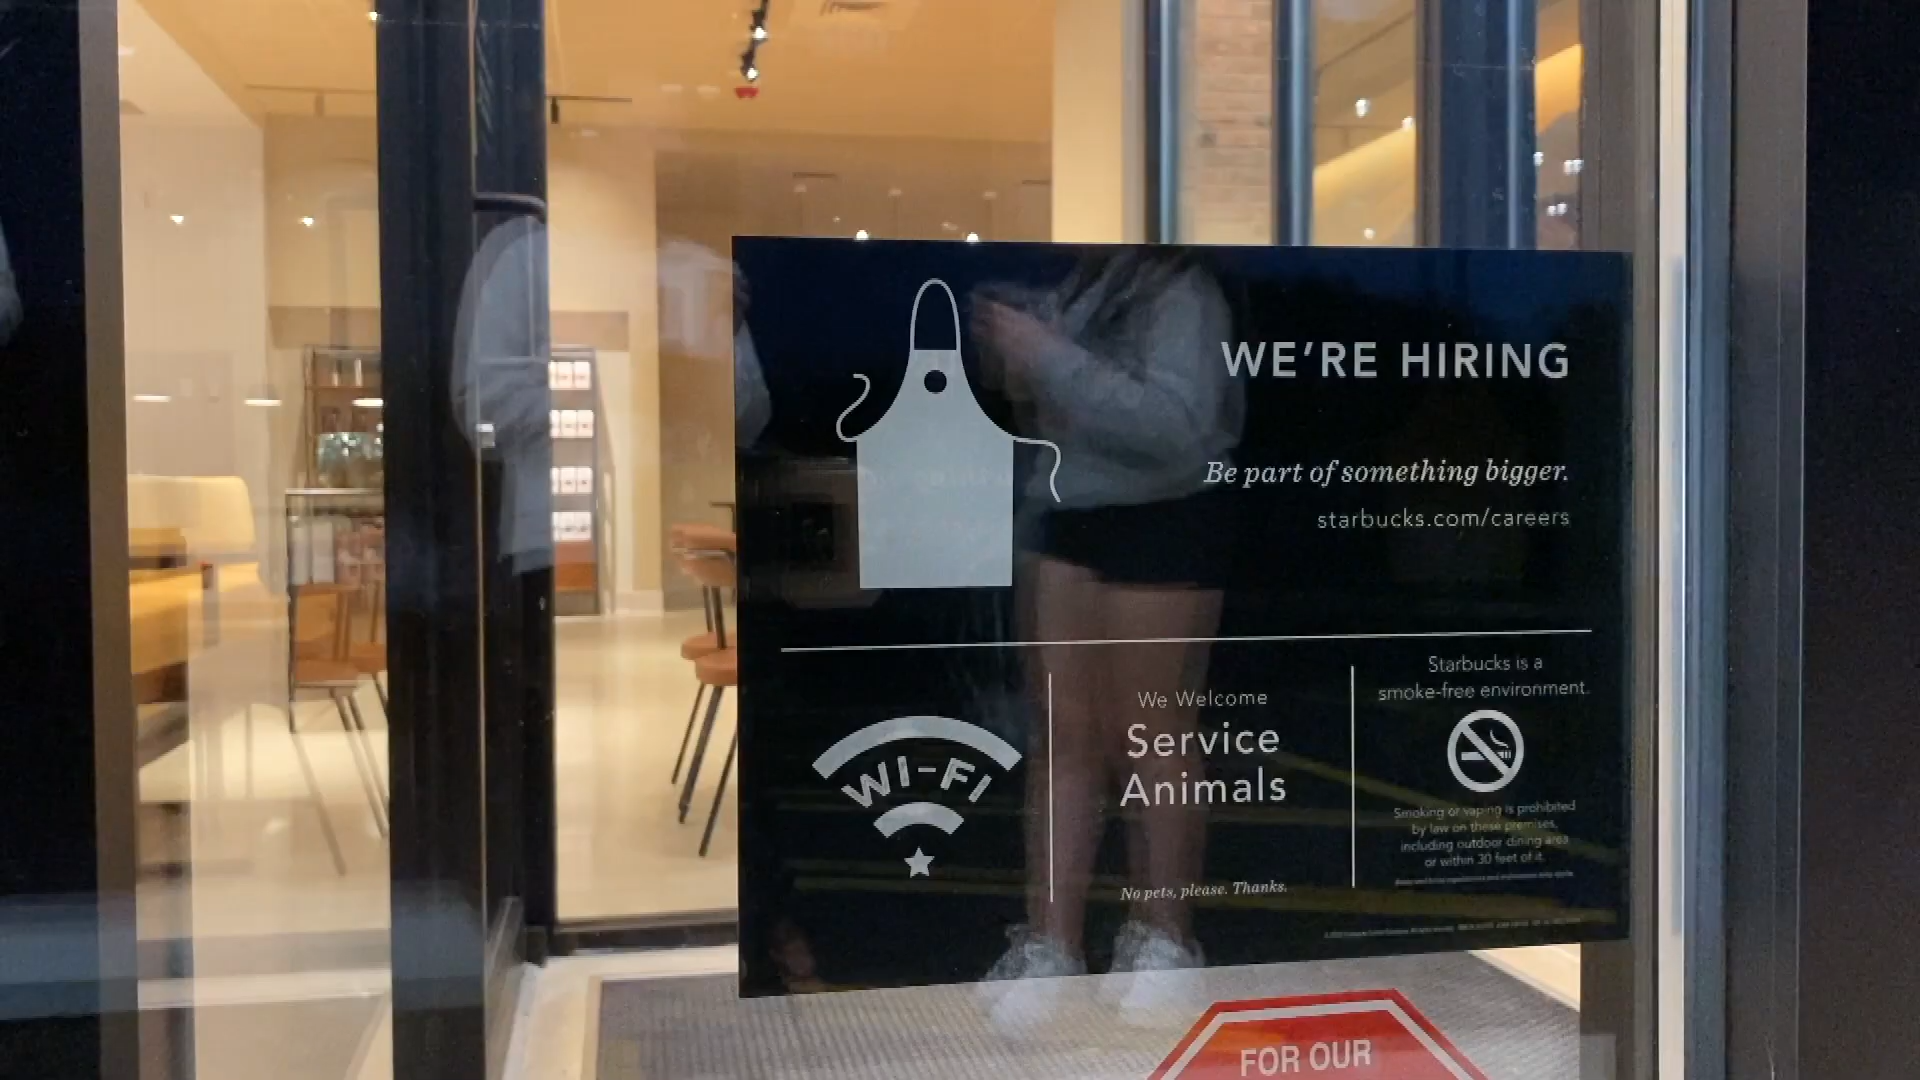 WE'RE HIRING
Be part of something bigger.
starbucks.com/careers
WI-FI
We Welcome
Service
Animals
No pets, please. Thanks.
Starbucks is a
smoke-free environment.
Smoking or vaping is prohibited
by law on these premises,
including outdoor dining area
or within 30 feet of it.
FOR OUR